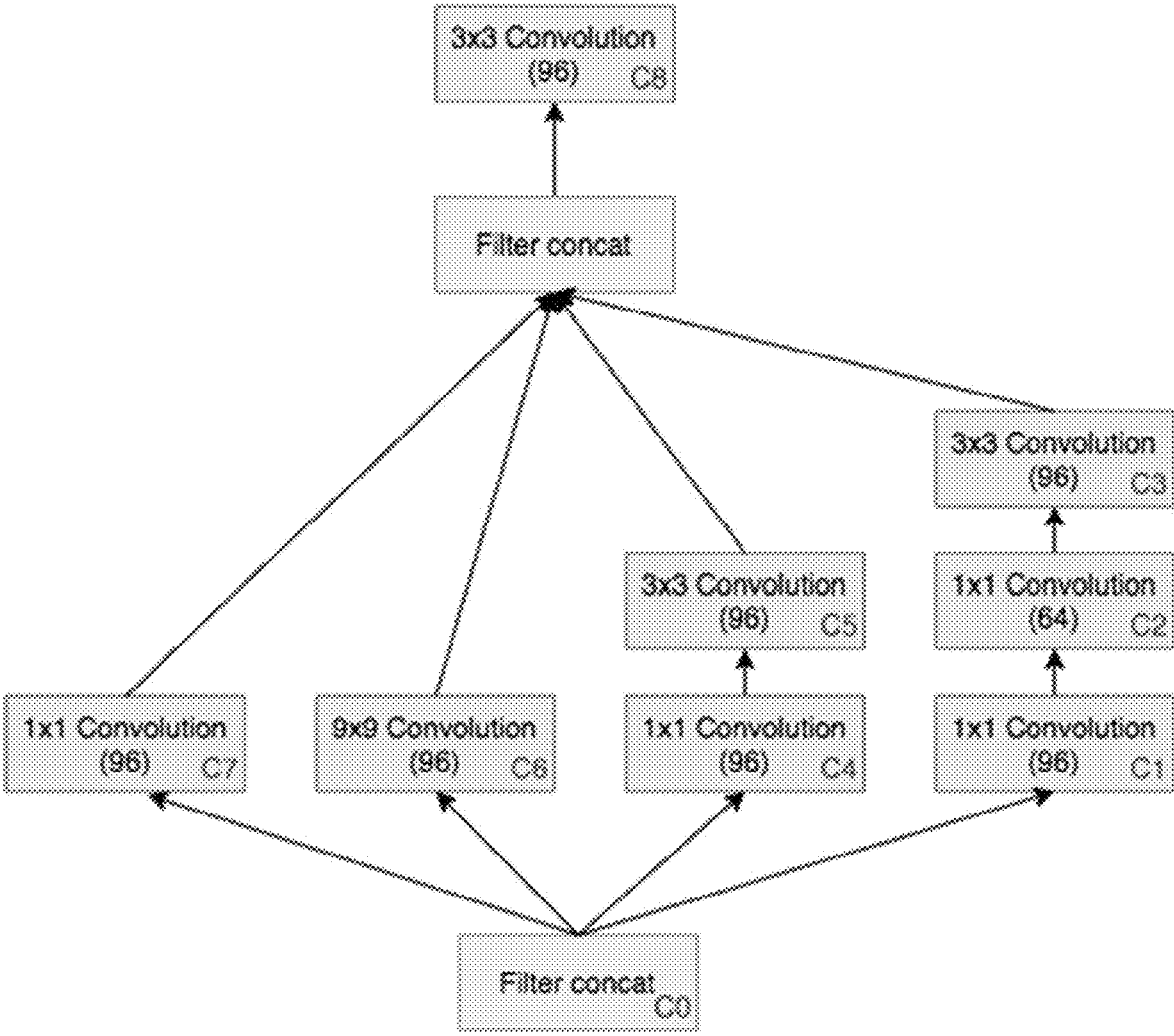 3x3 Convolution
(96) C8
Filter concat
3x3 Convolution
(96) C3
3x3 Convolution
(96) C5
1x1 Convolution
(64) C2
1x1 Convolution
(96) C7
9x9 Convolution
(96) C6
1x1 Convolution
(96) C4
1x1 Convolution
(96) C1
Filter concat
C0